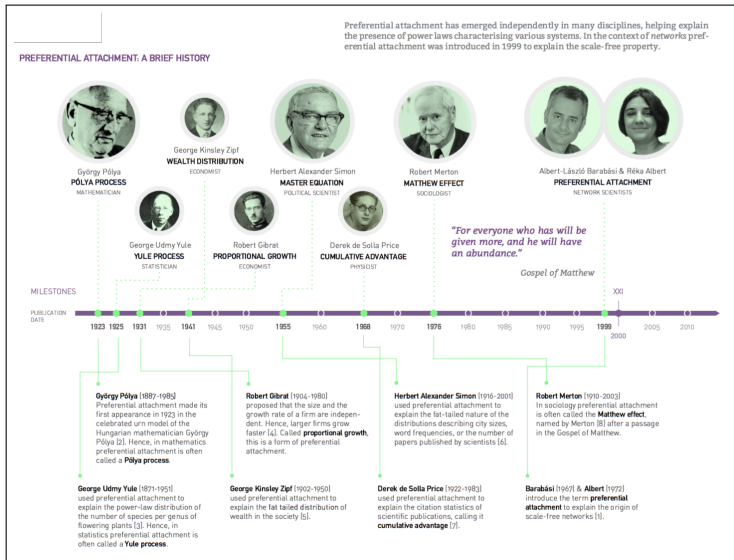 Preferential attachment has emerged independently in many disciplines, helping explain
the presence of power laws characterising various systems. In the context of networks pref-
erential attachment was introduced in 1999 to explain the scale-free property.
PREFERENTIAL ATTACHMENT: A BRIEF HISTORY
György Pólya
PÓLYA PROCESS
MATHEMATICIAN
George Kinsley Zipf
WEALTH DISTRIBUTION
ECONOMIST
Herbert Alexander Simon
MASTER EQUATION
POLITICAL SCIENTIST
Robert Merton
MATTHEW EFFECT
SOCIOLOGIST
Albert-László Barabási & Réka Albert
PREFERENTIAL ATTACHMENT
NETWORK SCIENTISTS
George Udmy Yule
YULE PROCESS
STATISTICIAN
Robert Gibrat
PROPORTIONAL GROWTH
ECONOMIST
Derek de Solla Price
CUMULATIVE ADVANTAGE
PHYSICIST
"For everyone who has will be
given more, and he will have
an abundance."
Gospel of Matthew
MILESTONES
XXI
PUBLICATION
DATE
1923 1925 1931 1935 1941 1945 1950 1955 1960 1965 1968 1970 1976 1980 1985 1990 1995 1999 2005 2010
2000
György Pólya (1887-1985)
Preferential attachment made its
first appearance in 1923 in the
celebrated urn model of the
Hungarian mathematician György
Pólya [2]. Hence, in mathematics
preferential attachment is often
called a Pólya process.
Robert Gibrat (1904-1980)
proposed that the size and the
growth rate of a firm are indepen-
dent. Hence, larger firms grow
faster [4]. Called proportional growth,
this is a form of preferential
attachment.
Herbert Alexander Simon (1916-2001)
used preferential attachment to
explain the fat-tailed nature of the
distributions describing city sizes,
word frequencies, or the number of
papers published by scientists [6].
Robert Merton (1910-2003)
In sociology preferential attachment
is often called the Matthew effect,
named by Merton [8] after a passage
in the Gospel of Matthew.
George Udmy Yule (1871-1951)
used preferential attachment to
explain the power-law distribution of
the number of species per genus of
flowering plants [3]. Hence, in
statistics preferential attachment is
often called a Yule process.
George Kinsley Zipf (1902-1950)
used preferential attachment to
explain the fat tailed distribution of
wealth in the society [5].
Derek de Solla Price (1922-1983)
used preferential attachment to
explain the citation statistics of
scientific publications, calling it
cumulative advantage [7].
Barabási (1967) & Albert (1972)
introduce the term preferential
attachment to explain the origin of
scale-free networks [1].